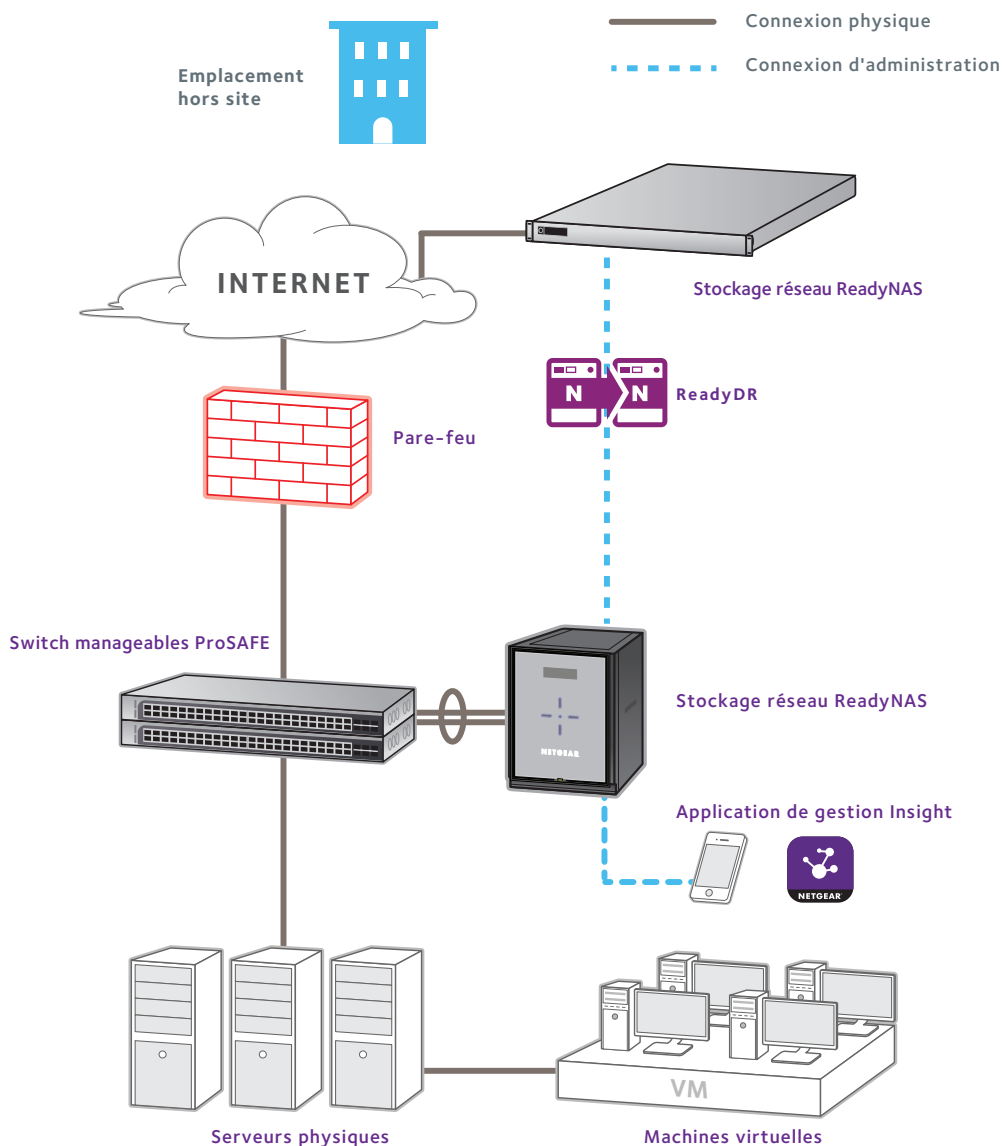 Connexion physique
Emplacement
hors site
Connexion d'administration
INTERNET
Stockage réseau ReadyNAS
N
N
ReadyDR
Pare-feu
Switch manageables ProSAFE
Stockage réseau ReadyNAS
NETGEAR
Application de gestion Insight
NETGEAR
VM
Serveurs physiques
Machines virtuelles